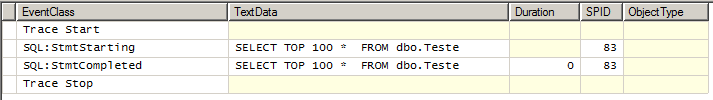 EventClass TextData Duration SPID ObjectType
Trace Start
SQL:StmtStarting SELECT TOP 100 *  FROM dbo.Teste 83
SQL:StmtCompleted SELECT TOP 100 *  FROM dbo.Teste 0 83
Trace Stop